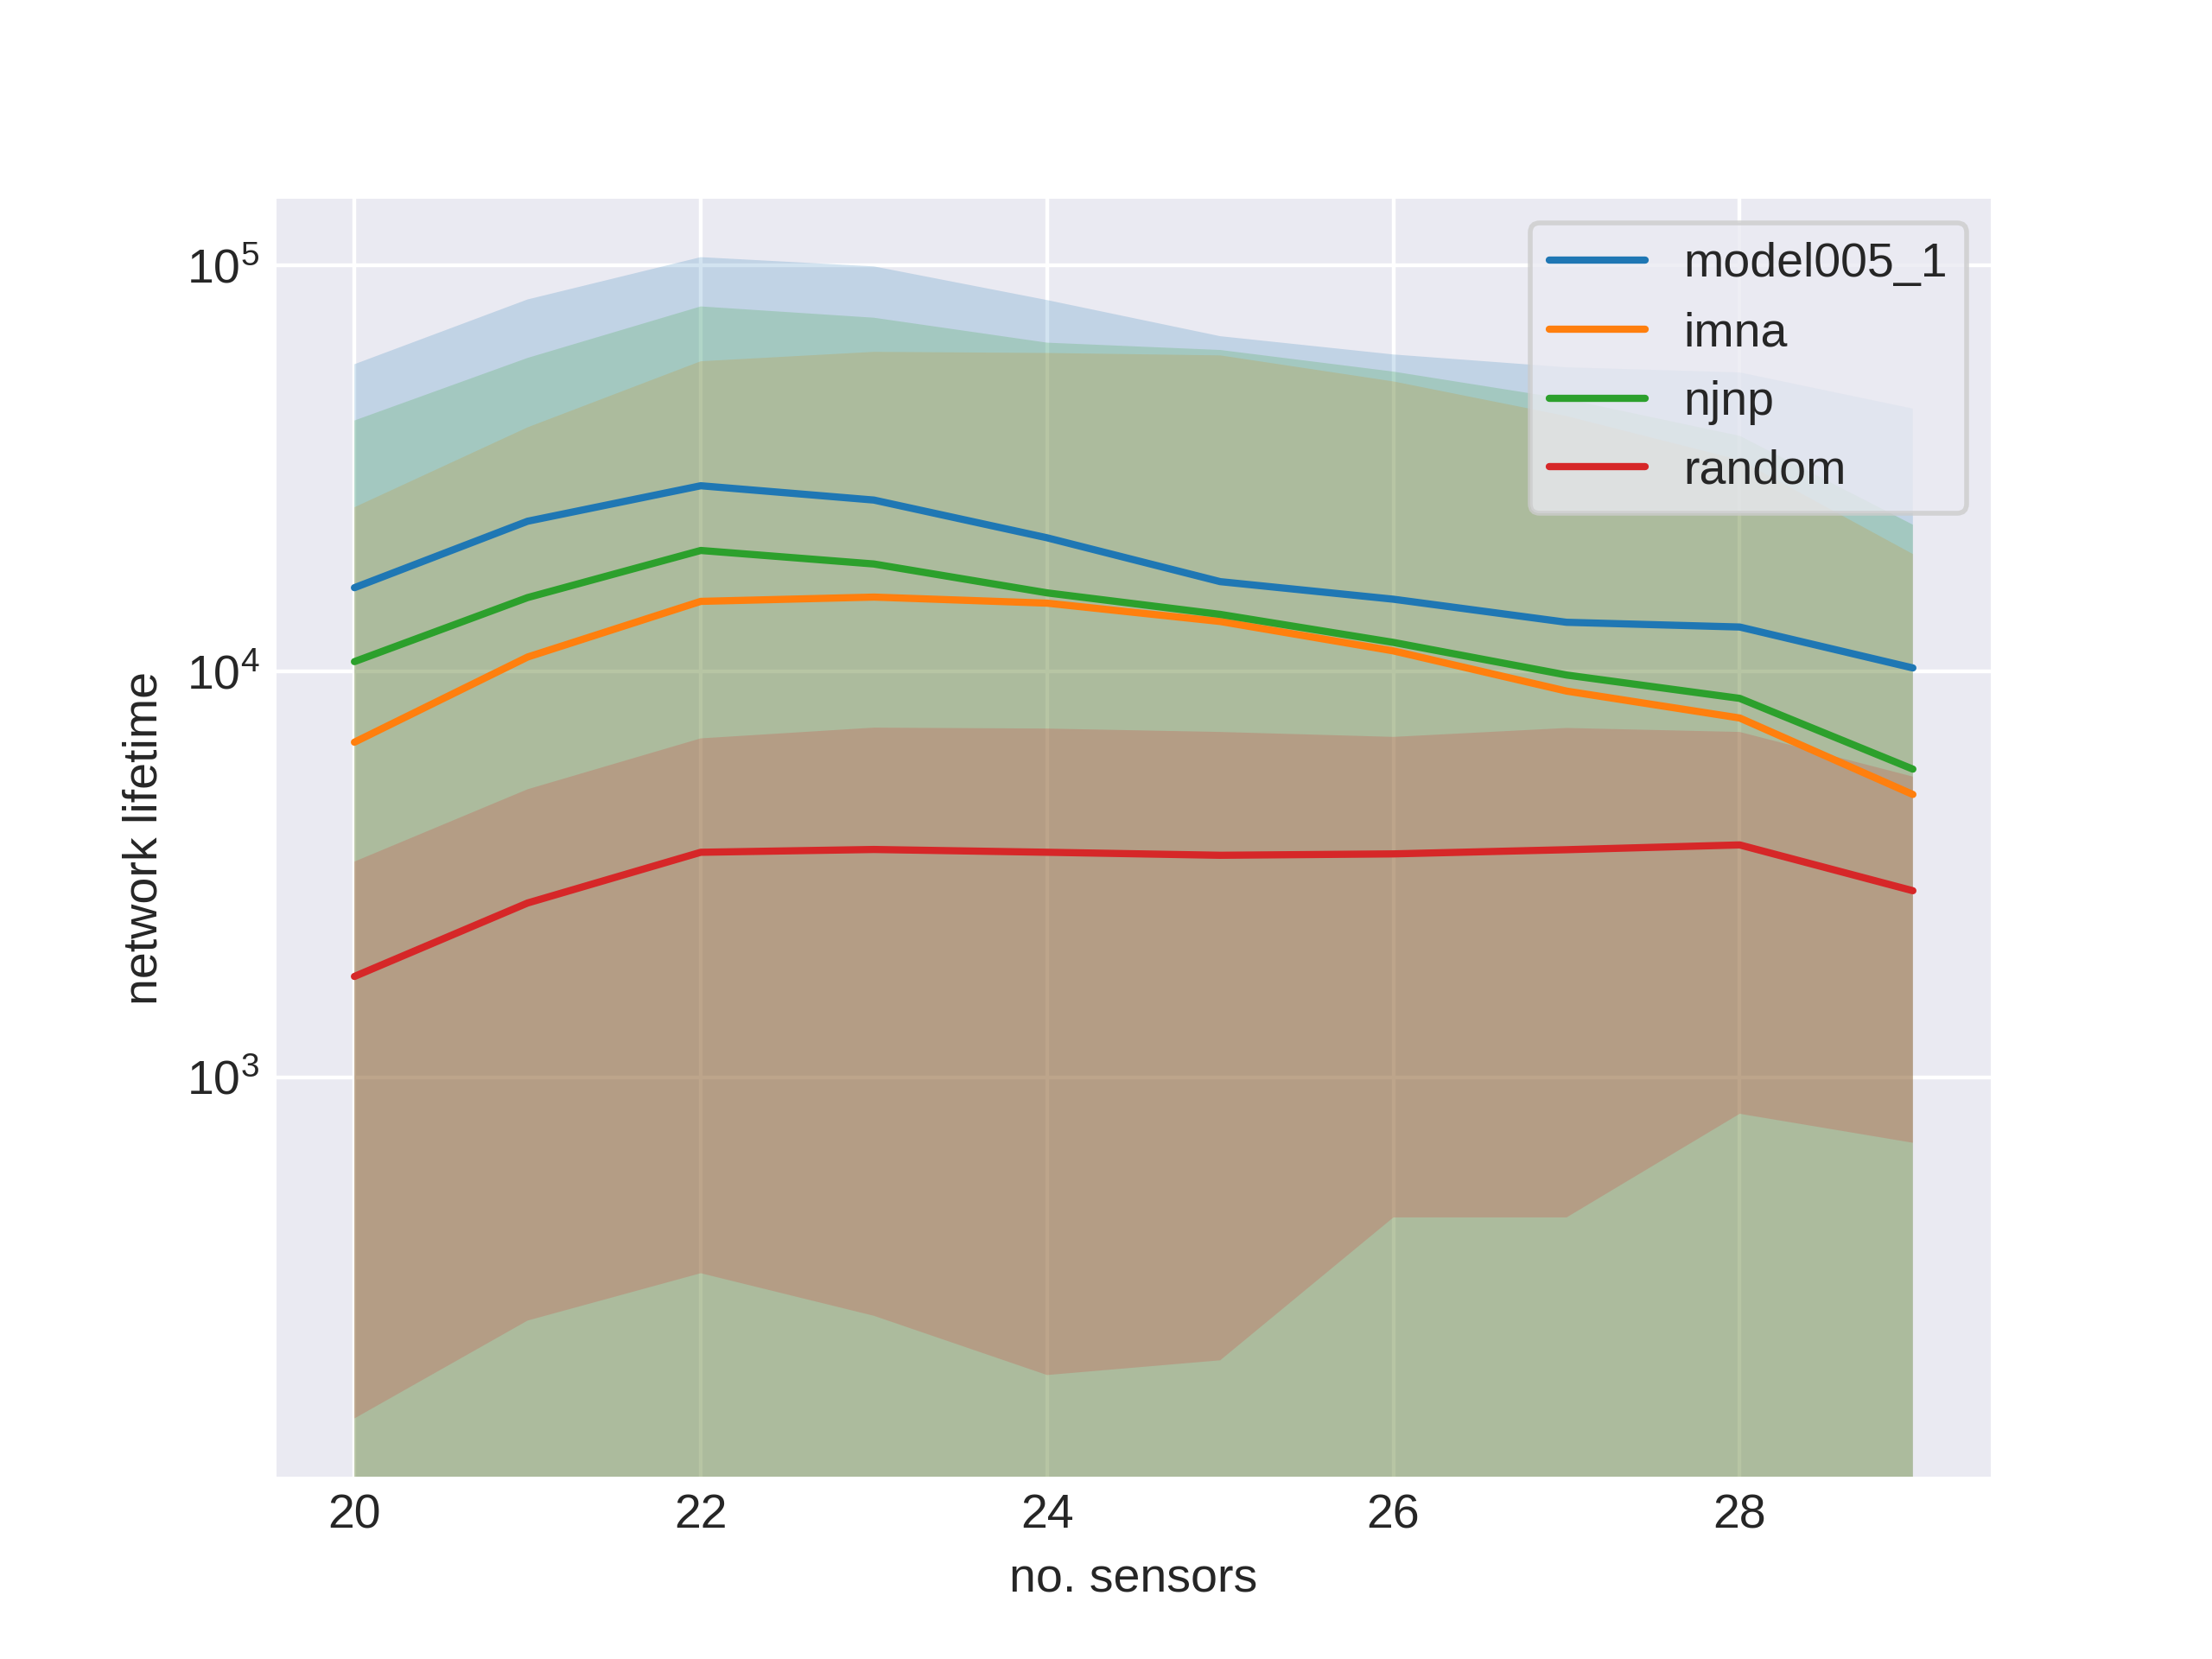 10^5
10^4
10^3
network lifetime
model005_1
imna
njnp
random
20 22 24 26 28
no. sensors